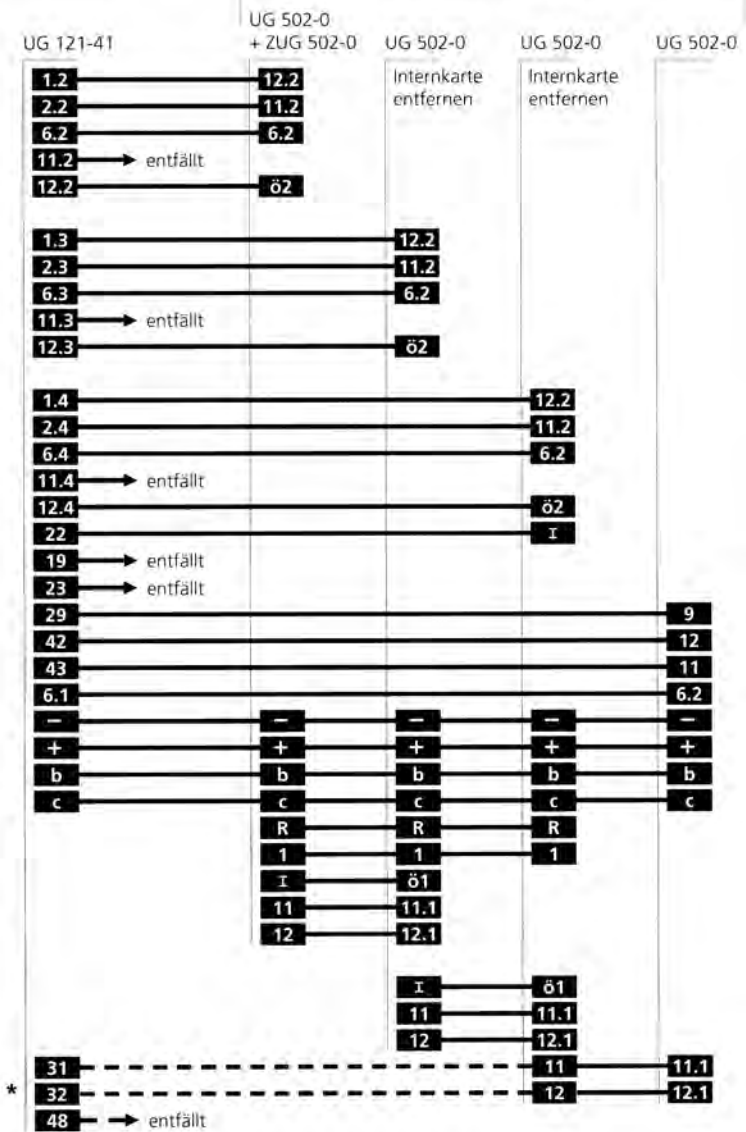 UG 502-0
UG 121-41 + ZUG 502-0 UG 502-0 UG 502-0 UG 502-0
1.2 12.2 Internkarte Internkarte
2.2 11.2 entfernen entfernen
6.2 6.2
11.2 entfällt
12.2 ö2
1.3 12.2
2.3 11.2
6.3 6.2
11.3 entfällt
12.3 ö2
1.4 12.2
2.4 11.2
6.4 6.2
11.4 entfällt
12.4 ö2
22 I
19 entfällt
23 entfällt
29 9
42 12
43 11
6.1 6.2
− − − − −
+ + + + +
b b b b b
c c c c c
R R R
1 1 1
I ö1
11 11.1
12 12.1
I ö1
11 11.1
12 12.1
31 11 11.1
* 32 12 12.1
48 entfällt